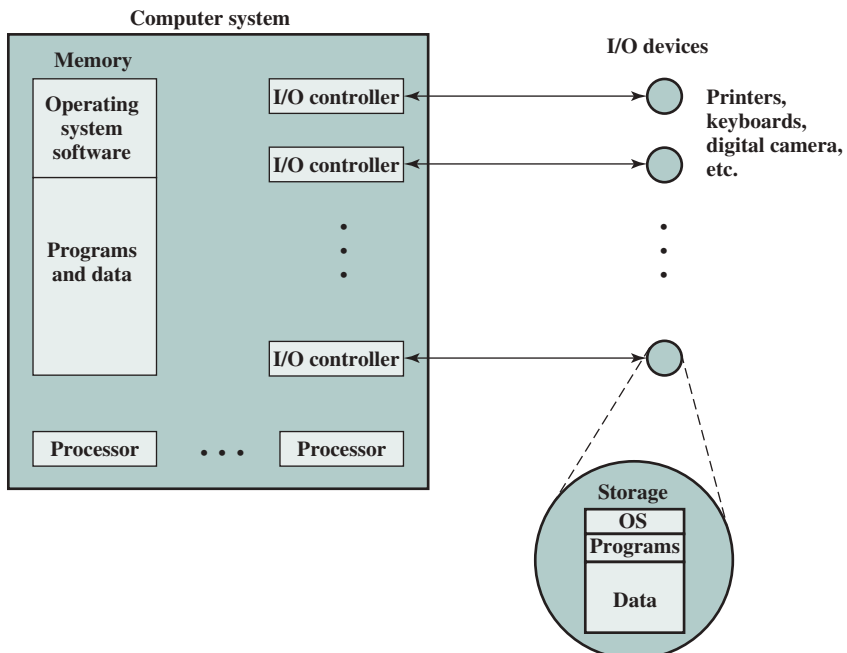 Computer system
I/O devices
Memory
Operating
system
software
Programs
and data
I/O controller
I/O controller
I/O controller
Processor
Processor
Printers,
keyboards,
digital camera,
etc.
Storage
OS
Programs
Data